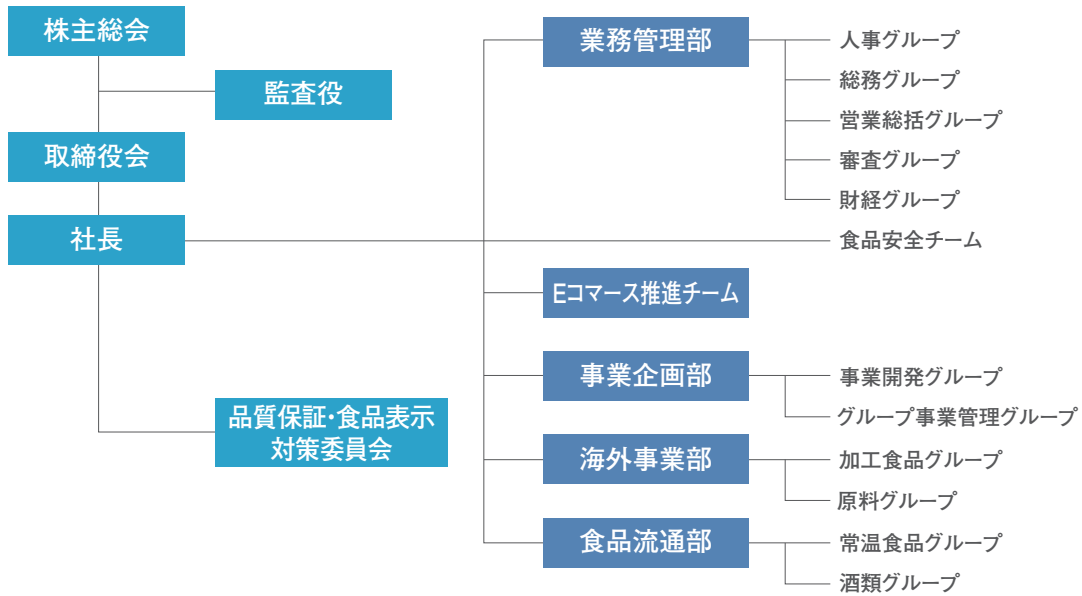 株主総会
監査役
取締役会
社長
品質保証・食品表示
対策委員会
業務管理部
人事グループ
総務グループ
営業総括グループ
審査グループ
財経グループ
食品安全チーム
Eコマース推進チーム
事業企画部
事業開発グループ
グループ事業管理グループ
海外事業部
加工食品グループ
原料グループ
食品流通部
常温食品グループ
酒類グループ